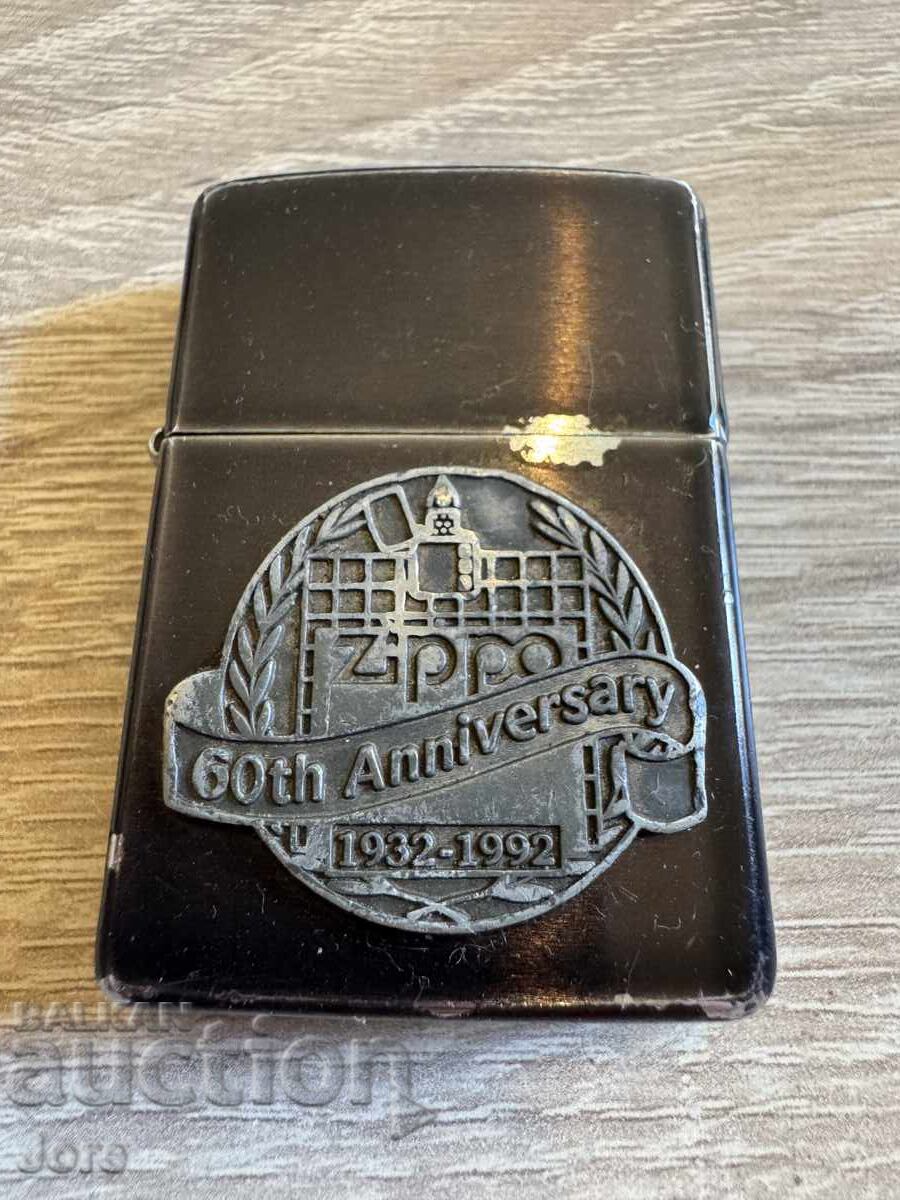 zippo
60th Anniversary
1932-1992
BALKAN
auction
Joro